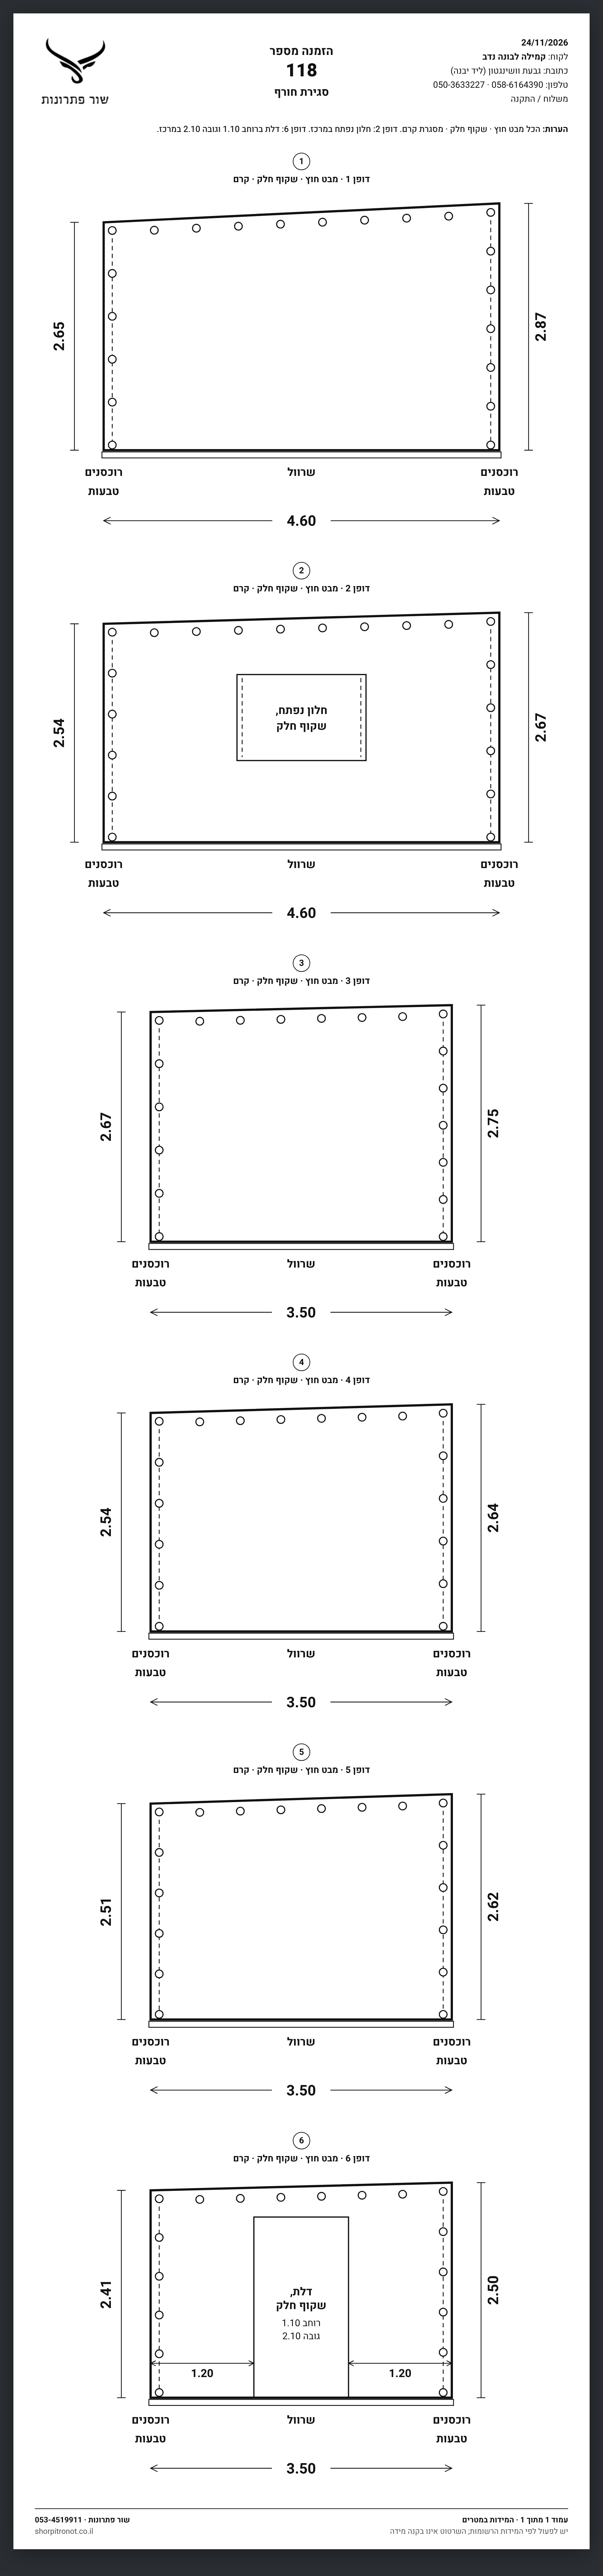 24/11/2026
לקוח: קמילה לבונה נדב
כתובת: גבעת וושינגטון (ליד יבנה)
טלפון: 058-6164390 · 050-3633227
משלוח / התקנה
הזמנה מספר
118
סגירת חורף
שור פתרונות
הערות: הכל מבט חוץ · שקוף חלק · מסגרת קרם. דופן 2: חלון נפתח במרכז. דופן 6: דלת ברוחב 1.10 וגובה 2.10 במרכז.
1
דופן 1 · מבט חוץ · שקוף חלק · קרם
2.65
2.87
רוכסנים שרוול רוכסנים
טבעות טבעות
4.60
2
דופן 2 · מבט חוץ · שקוף חלק · קרם
חלון נפתח,
שקוף חלק
2.54
2.67
רוכסנים שרוול רוכסנים
טבעות טבעות
4.60
3
דופן 3 · מבט חוץ · שקוף חלק · קרם
2.67
2.75
רוכסנים שרוול רוכסנים
טבעות טבעות
3.50
4
דופן 4 · מבט חוץ · שקוף חלק · קרם
2.54
2.64
רוכסנים שרוול רוכסנים
טבעות טבעות
3.50
5
דופן 5 · מבט חוץ · שקוף חלק · קרם
2.51
2.62
רוכסנים שרוול רוכסנים
טבעות טבעות
3.50
6
דופן 6 · מבט חוץ · שקוף חלק · קרם
2.41
2.50
דלת,
שקוף חלק
רוחב 1.10
גובה 2.10
1.20 1.20
רוכסנים שרוול רוכסנים
טבעות טבעות
3.50
עמוד 1 מתוך 1 · המידות במטרים
יש לפעול לפי המידות הרשומות; השרטוט אינו בקנה מידה
שור פתרונות · 053-4519911
shorpitronot.co.il